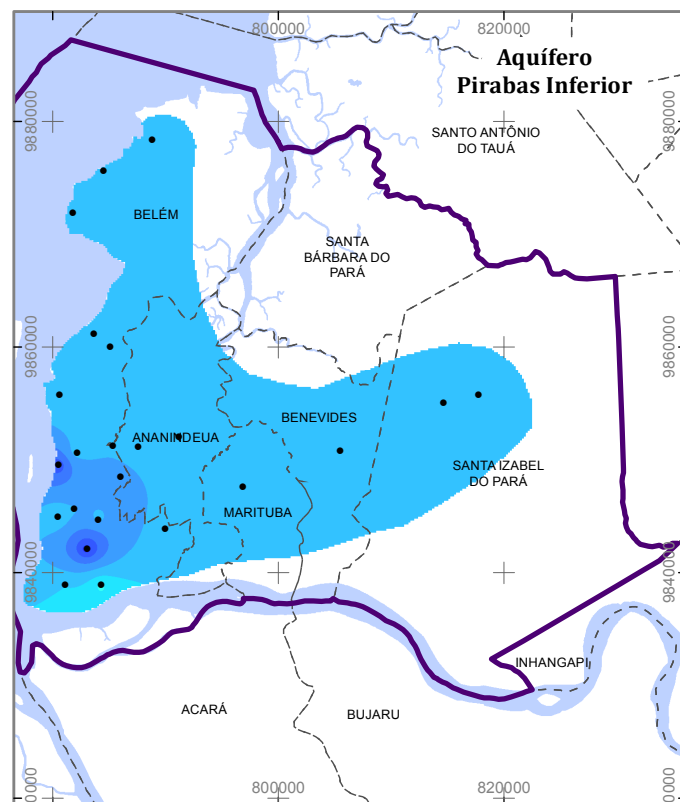 800000
820000
Aquífero
Pirabas Inferior
9880000
9880000
SANTO ANTÔNIO
DO TAUÁ
BELÉM
SANTA
BÁRBARA DO
PARÁ
9860000
9860000
BENEVIDES
ANANINDEUA
SANTA IZABEL
DO PARÁ
MARITUBA
9840000
9840000
INHANGAPI
ACARÁ
BUJARU
800000
820000